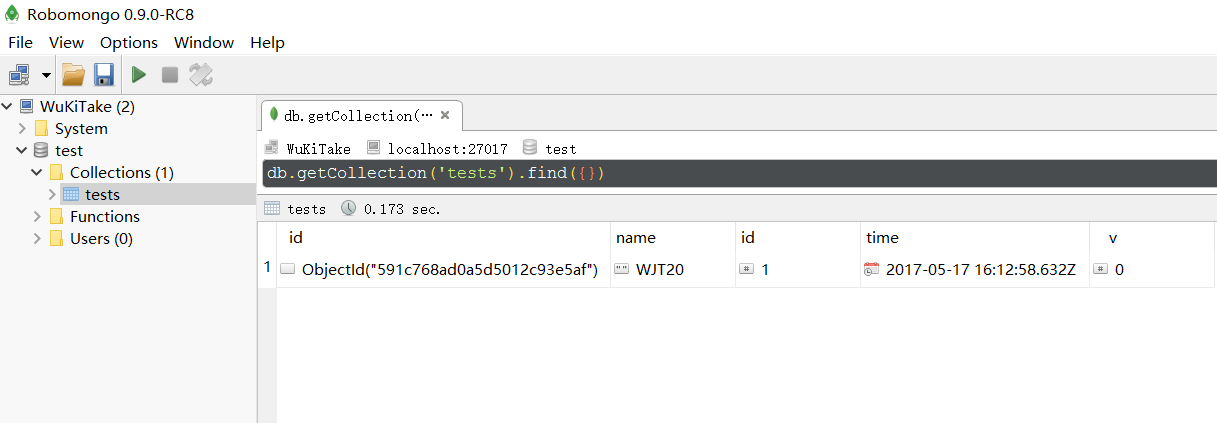 Robomongo 0.9.0-RC8
File View Options Window Help
WuKiTake (2)
System
test
Collections (1)
tests
Functions
Users (0)
db.getCollection(⋯
WuKiTake localhost:27017 test
db.getCollection('tests').find({})
tests 0.173 sec.
id name id time v
1 ObjectId("591c768ad0a5d5012c93e5af") WJT20 1 2017-05-17 16:12:58.632Z 0